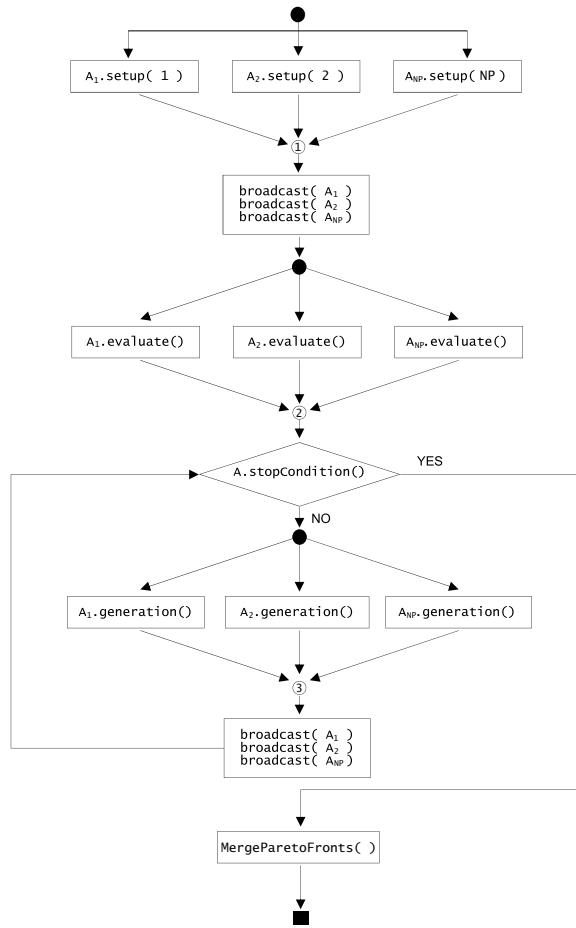 A₁.setup( 1 ) A₂.setup( 2 ) A_NP.setup( NP )
①
broadcast( A₁ )
broadcast( A₂ )
broadcast( A_NP)
A₁.evaluate() A₂.evaluate() A_NP.evaluate()
②
A.stopCondition()
YES
NO
A₁.generation() A₂.generation() A_NP.generation()
③
broadcast( A₁ )
broadcast( A₂ )
broadcast( A_NP)
MergeParetoFronts( )